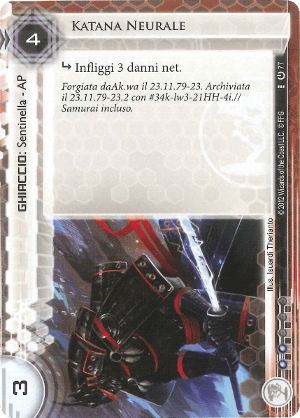 4
KATANA NEURALE
Infliggi 3 danni net.
Forgiata daAk.wa il 23.11.79-23. Archiviata
il 23.11.79-23.2 con #34k-lw3-21HH-4i.//
Samurai incluso.
GHIACCIO: Sentinella - AP
3
77
© 2012 Wizards of the Coast LLC. © FFG
Illus. Isuardi Therianto